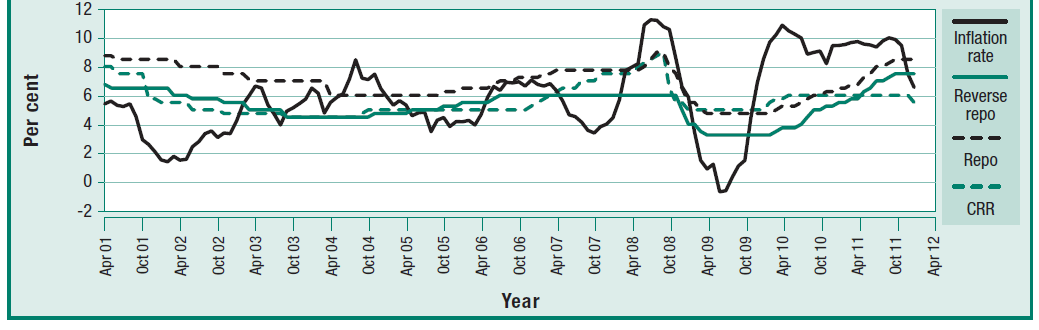 12
10
8
6
4
2
0
-2
Per cent
Apr 01
Oct 01
Apr 02
Oct 02
Apr 03
Oct 03
Apr 04
Oct 04
Apr 05
Oct 05
Apr 06
Oct 06
Apr 07
Oct 07
Apr 08
Oct 08
Apr 09
Oct 09
Apr 10
Oct 10
Apr 11
Oct 11
Apr 12
Year
Inflation
rate
Reverse
repo
Repo
CRR